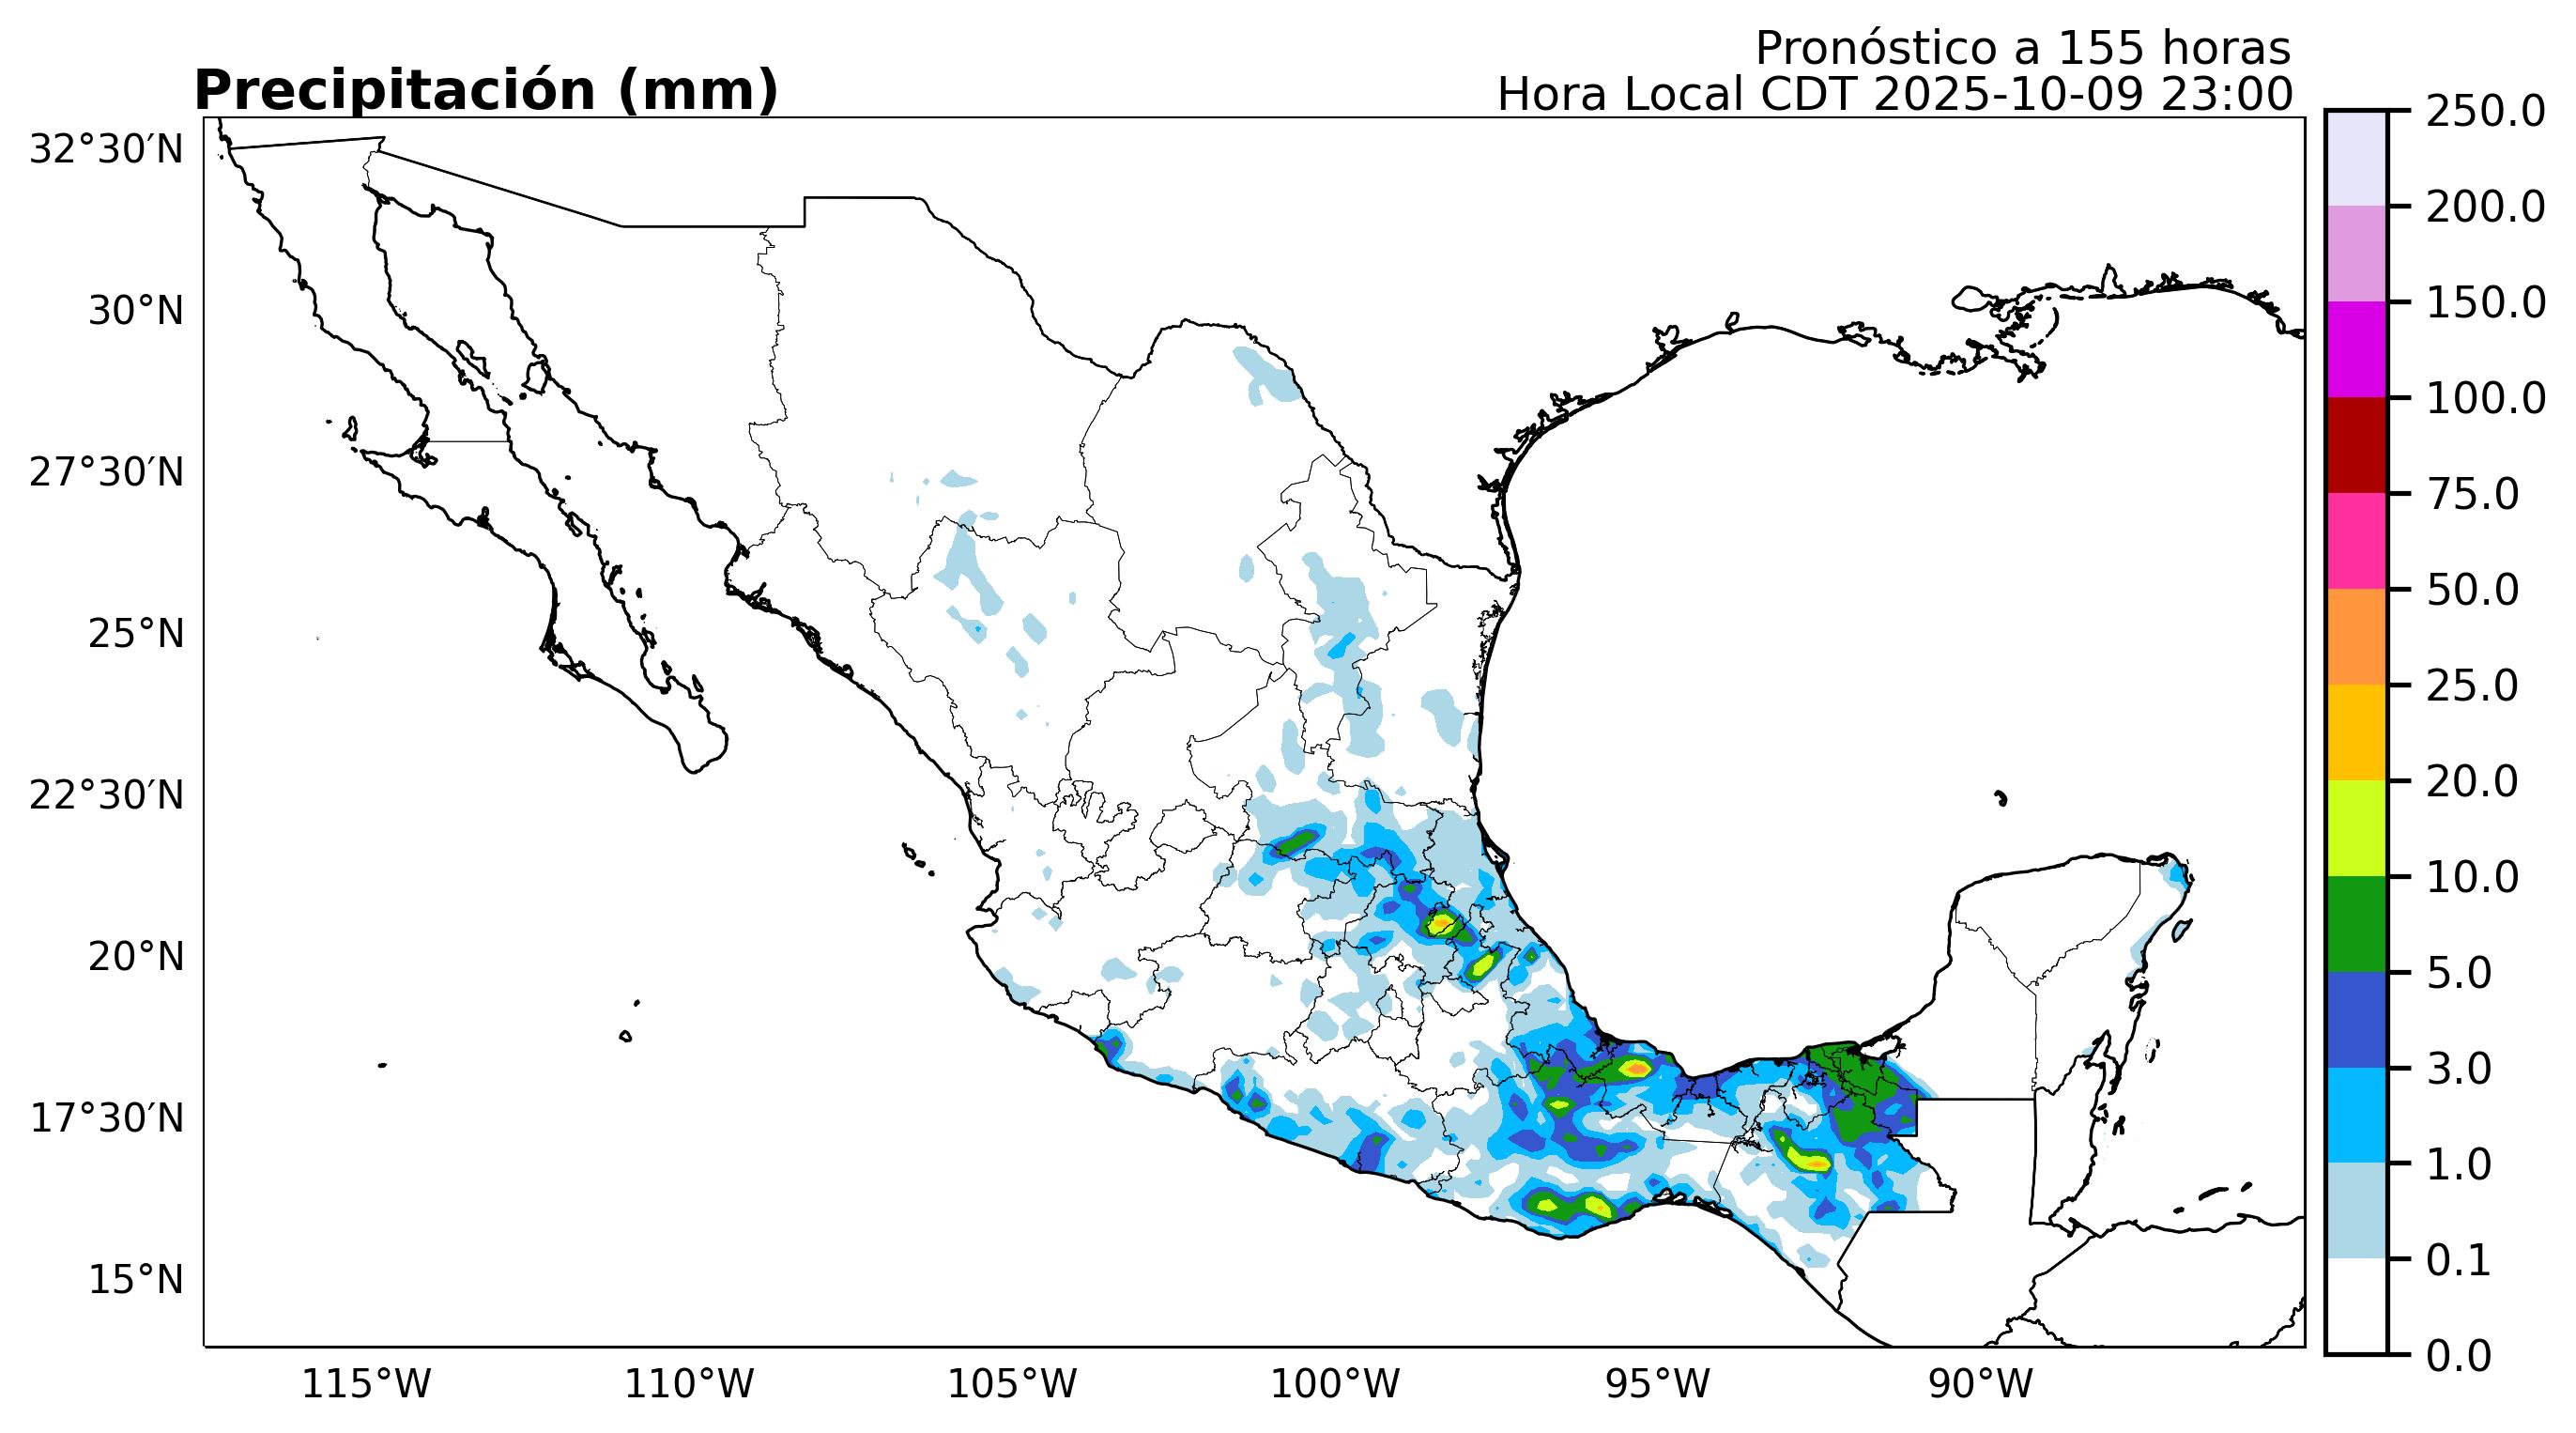 Pronóstico a 155 horas
Precipitación (mm)
Hora Local CDT 2025-10-09 23:00
32°30′N
30°N
27°30′N
25°N
22°30′N
20°N
17°30′N
15°N
115°W
110°W
105°W
100°W
95°W
90°W
250.0
200.0
150.0
100.0
75.0
50.0
25.0
20.0
10.0
5.0
3.0
1.0
0.1
0.0